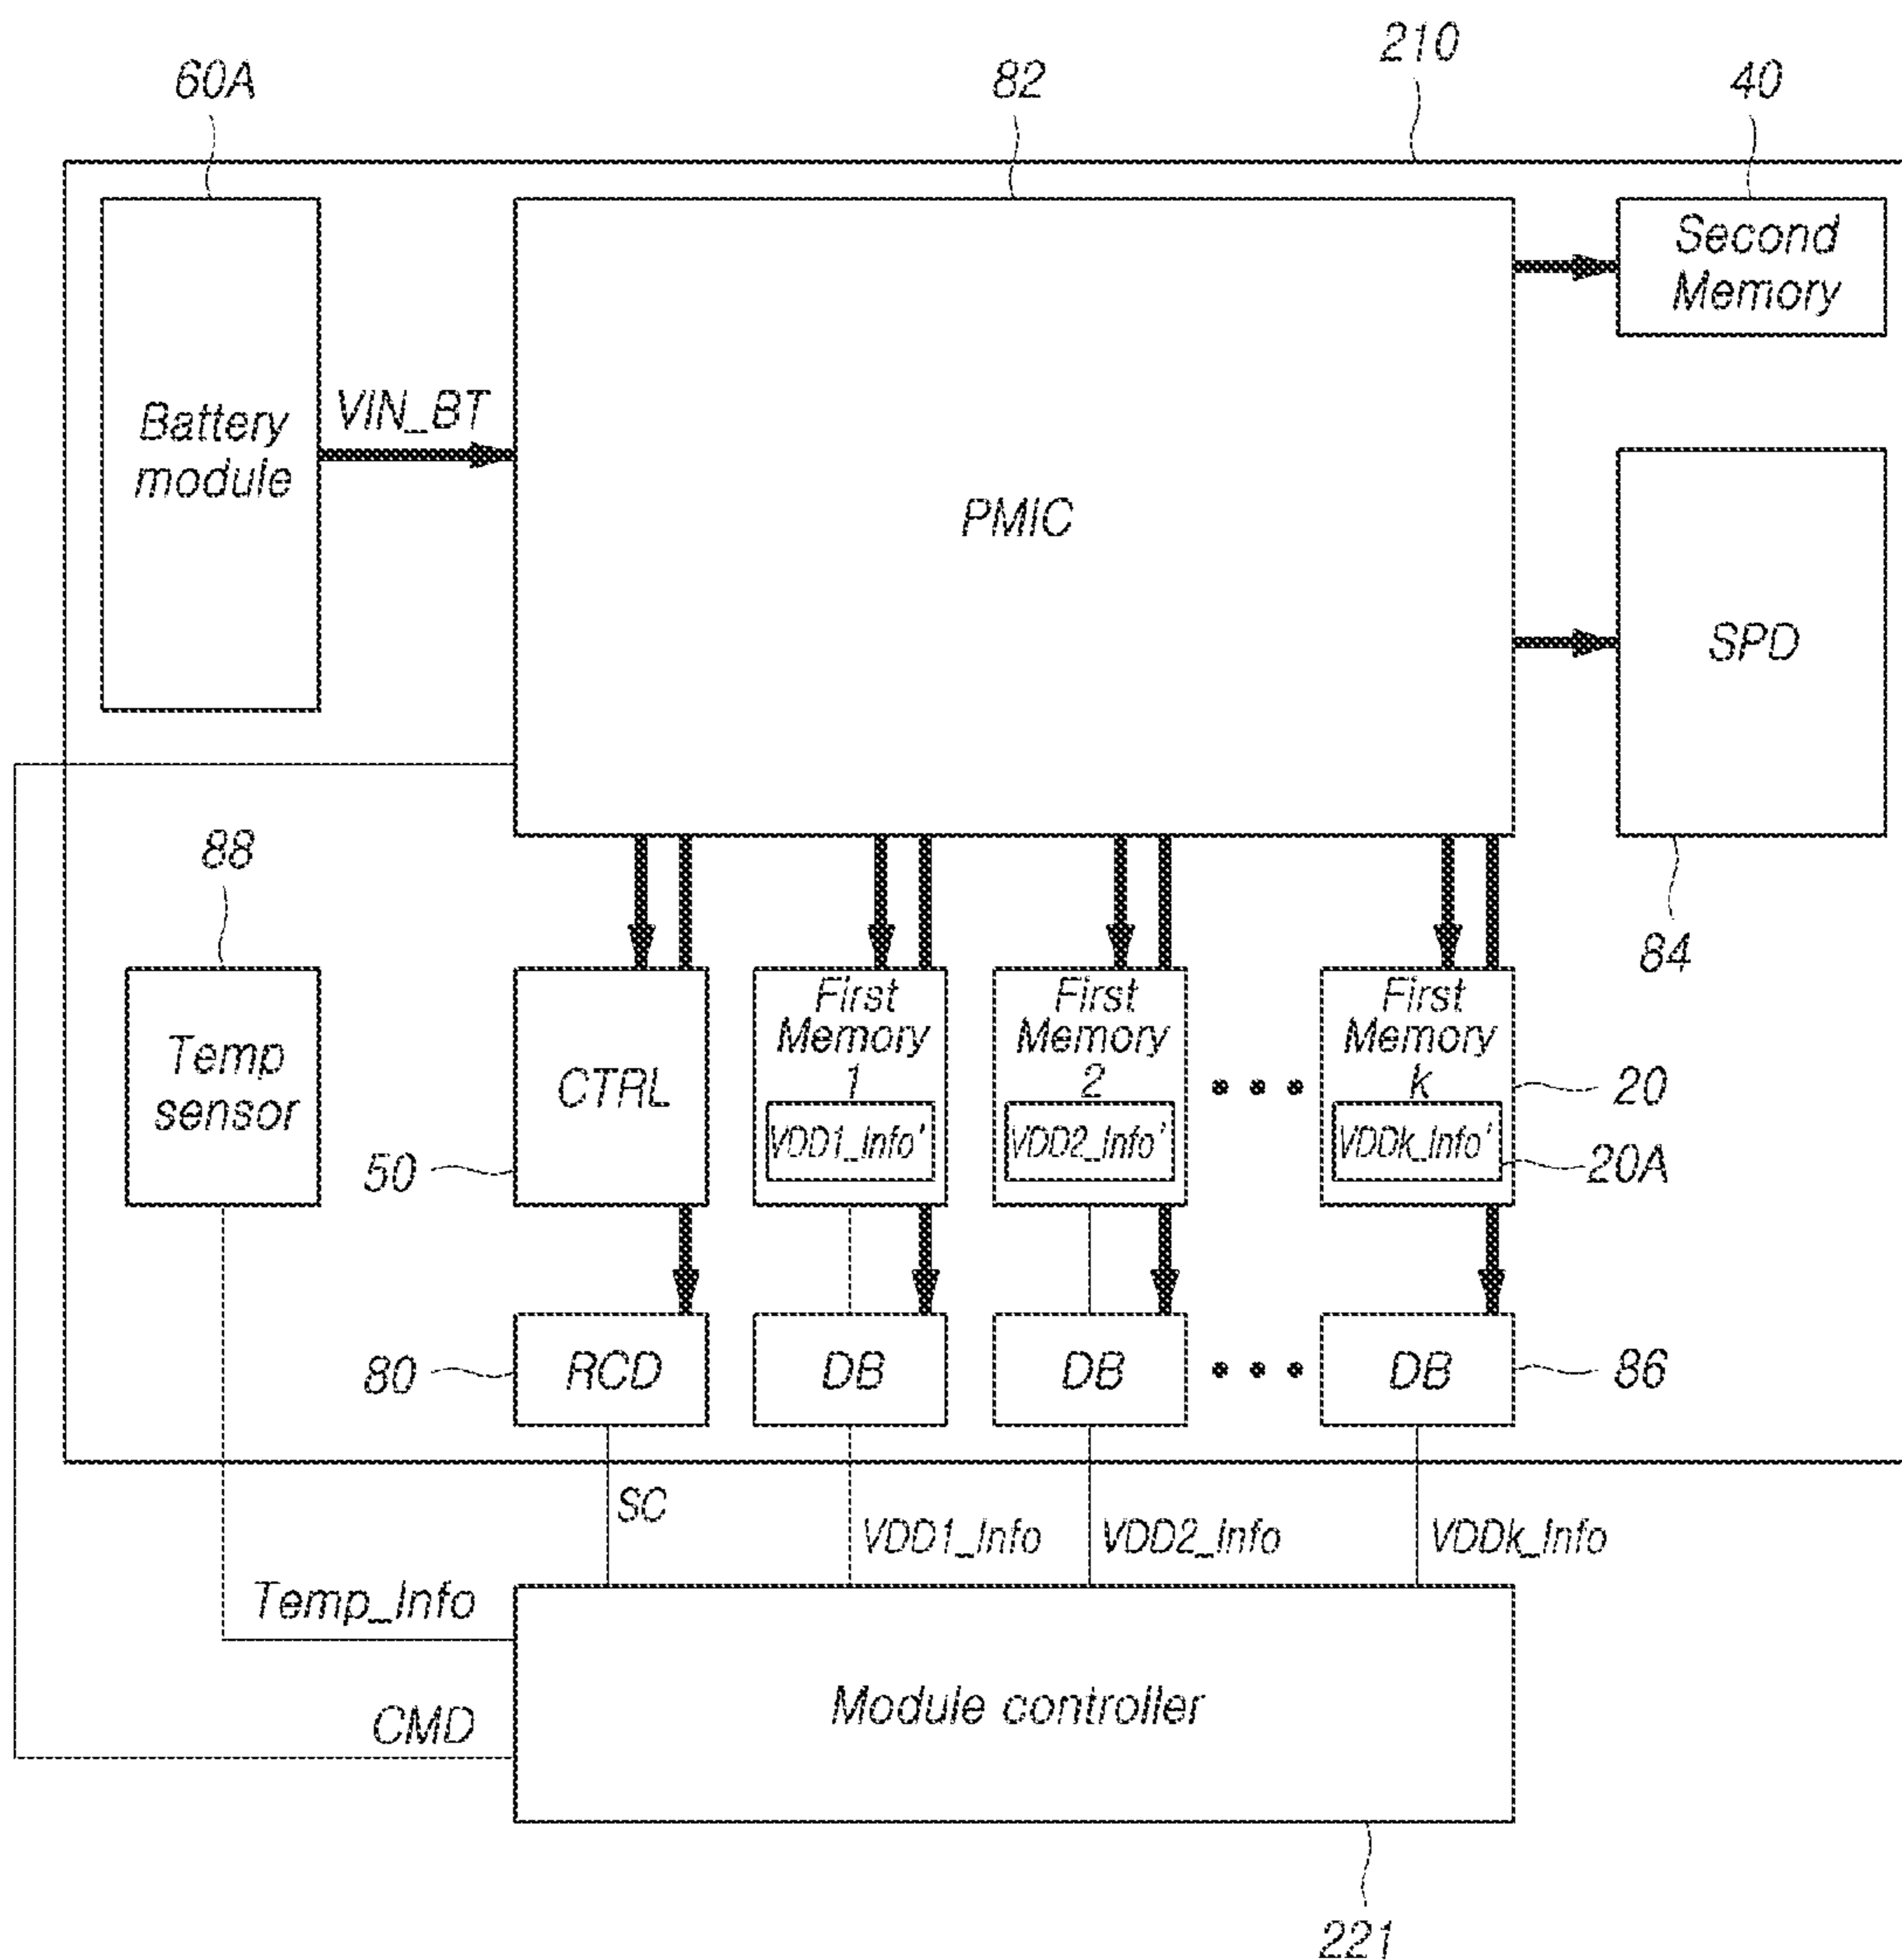 210
60A
82
40
Second
Memory
VIN_BT
Battery
module
PMIC
SPD
88
84
Temp
sensor
CTRL
First
Memory
1
VDD1_Info'
First
Memory
2
VDD2_Info'
First
Memory
k
VDDk_Info'
20
50
20A
80
RCD
DB
DB
DB
86
SC
VDD1_Info
VDD2_Info
VDDk_Info
Temp_Info
CMD
Module controller
221